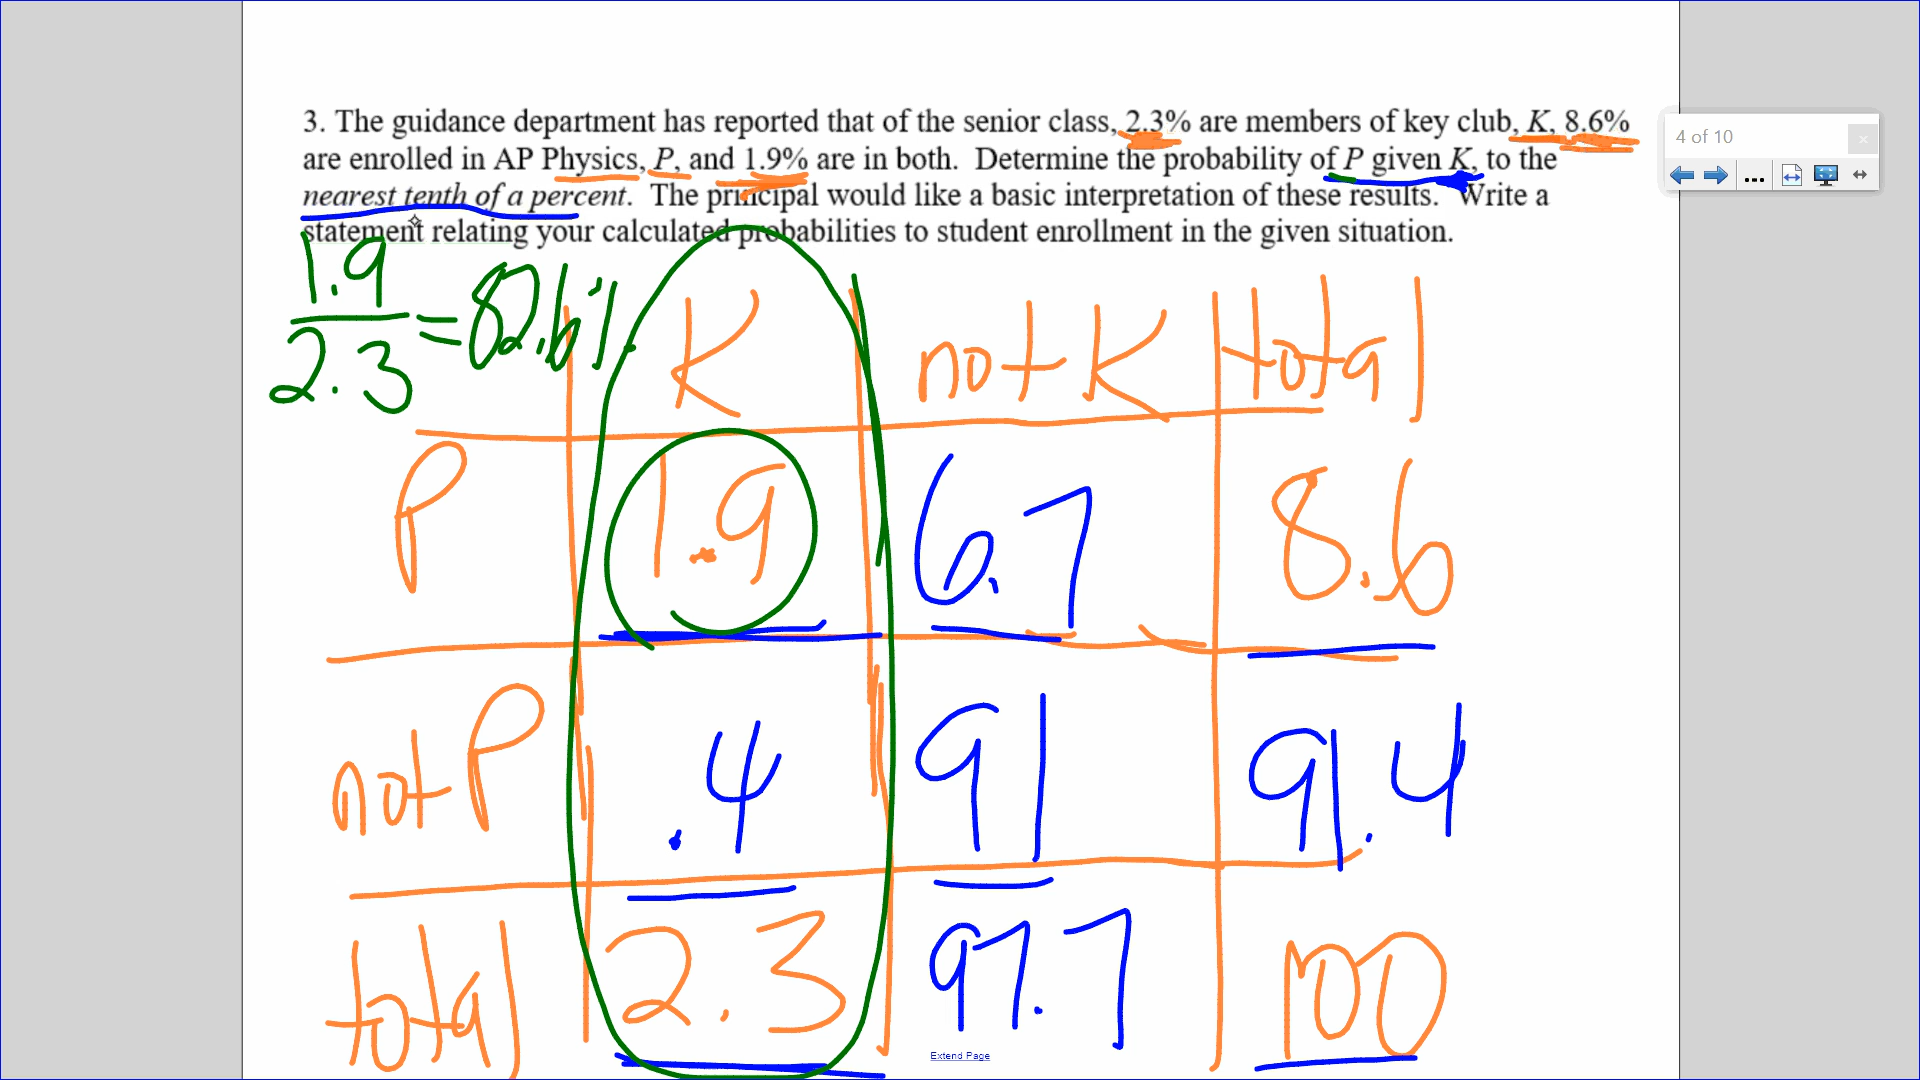 3. The guidance department has reported that of the senior class, 2.3% are members of key club, K, 8.6%
are enrolled in AP Physics, P, and 1.9% are in both. Determine the probability of P given K, to the
nearest tenth of a percent. The principal would like a basic interpretation of these results. Write a
statement relating your calculated probabilities to student enrollment in the given situation.
4 of 10
1.9
2.3
= 82.6%
K not K total
P 1.9 6.7 8.6
not P .4 91 91.4
total 2.3 97.7 100
Extend Page